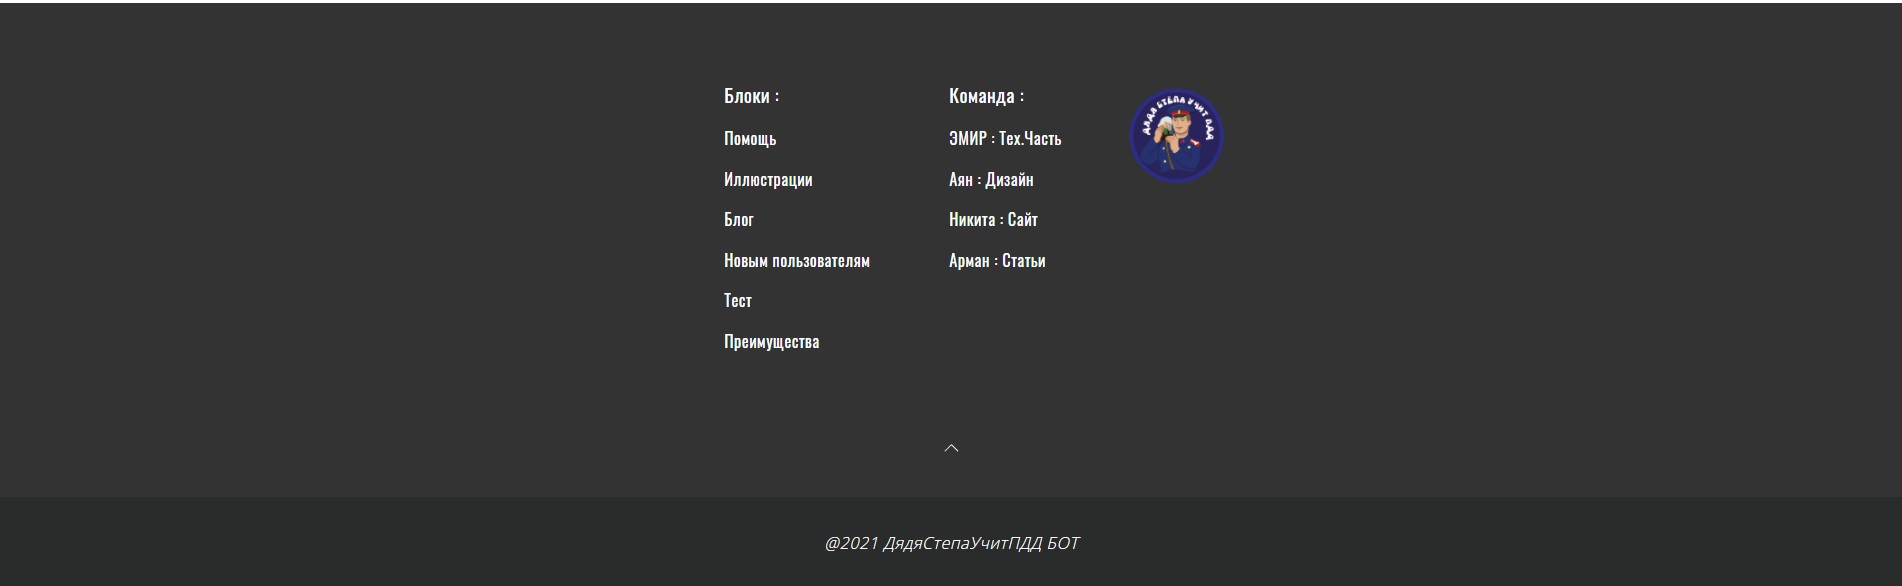 Блоки :
Помощь
Иллюстрации
Блог
Новым пользователям
Тест
Преимущества
Команда :
ЭМИР : Тех.Часть
Аян : Дизайн
Никита : Сайт
Арман : Статьи
ДЯДЯ СТЕПА УЧИТ ПДД
@2021 ДядяСтепаУчитПДД БОТ